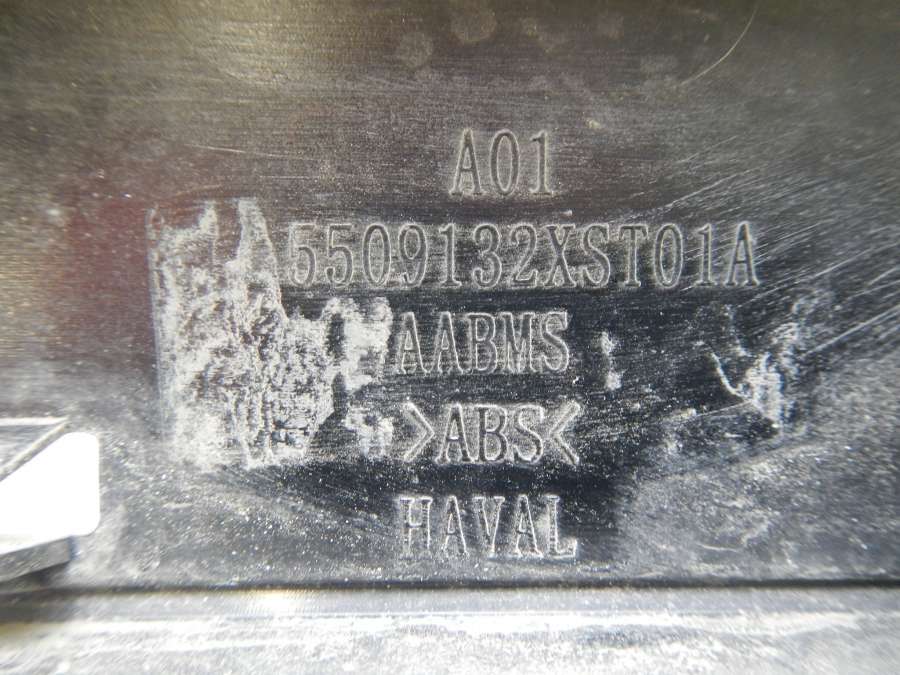 A01
5509132XST01A
AABMS
>ABS<
HAVAL